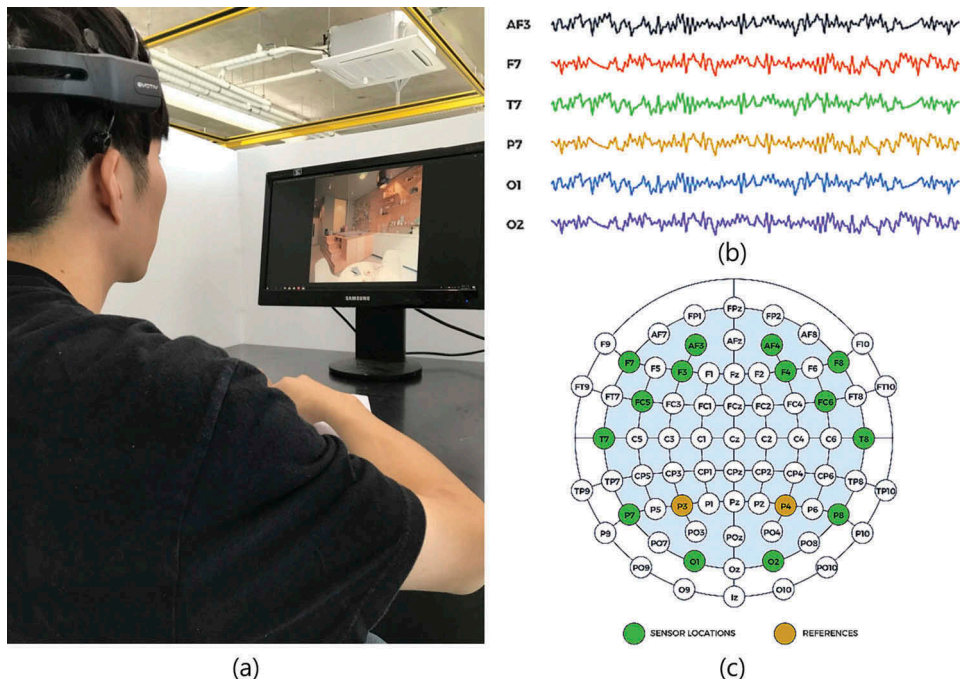 EMOTIV
SAMSUNG
(a)
AF3
F7
T7
P7
O1
O2
(b)
FP1 FPz FP2
AF7 AF3 AFz AF4 AF8
F9 F7 F5 F3 F1 Fz F2 F4 F6 F8 F10
FT9 FT7 FC5 FC3 FC1 FCz FC2 FC4 FC6 FT8 FT10
T7 C5 C3 C1 Cz C2 C4 C6 T8
TP9 TP7 CP5 CP3 CP1 CPz CP2 CP4 CP6 TP8 TP10
P9 P7 P5 P3 P1 Pz P2 P4 P6 P8 P10
PO9 PO7 PO3 POz PO4 PO8 PO10
O1 Oz O2
O9 Iz O10
SENSOR LOCATIONS REFERENCES
(c)